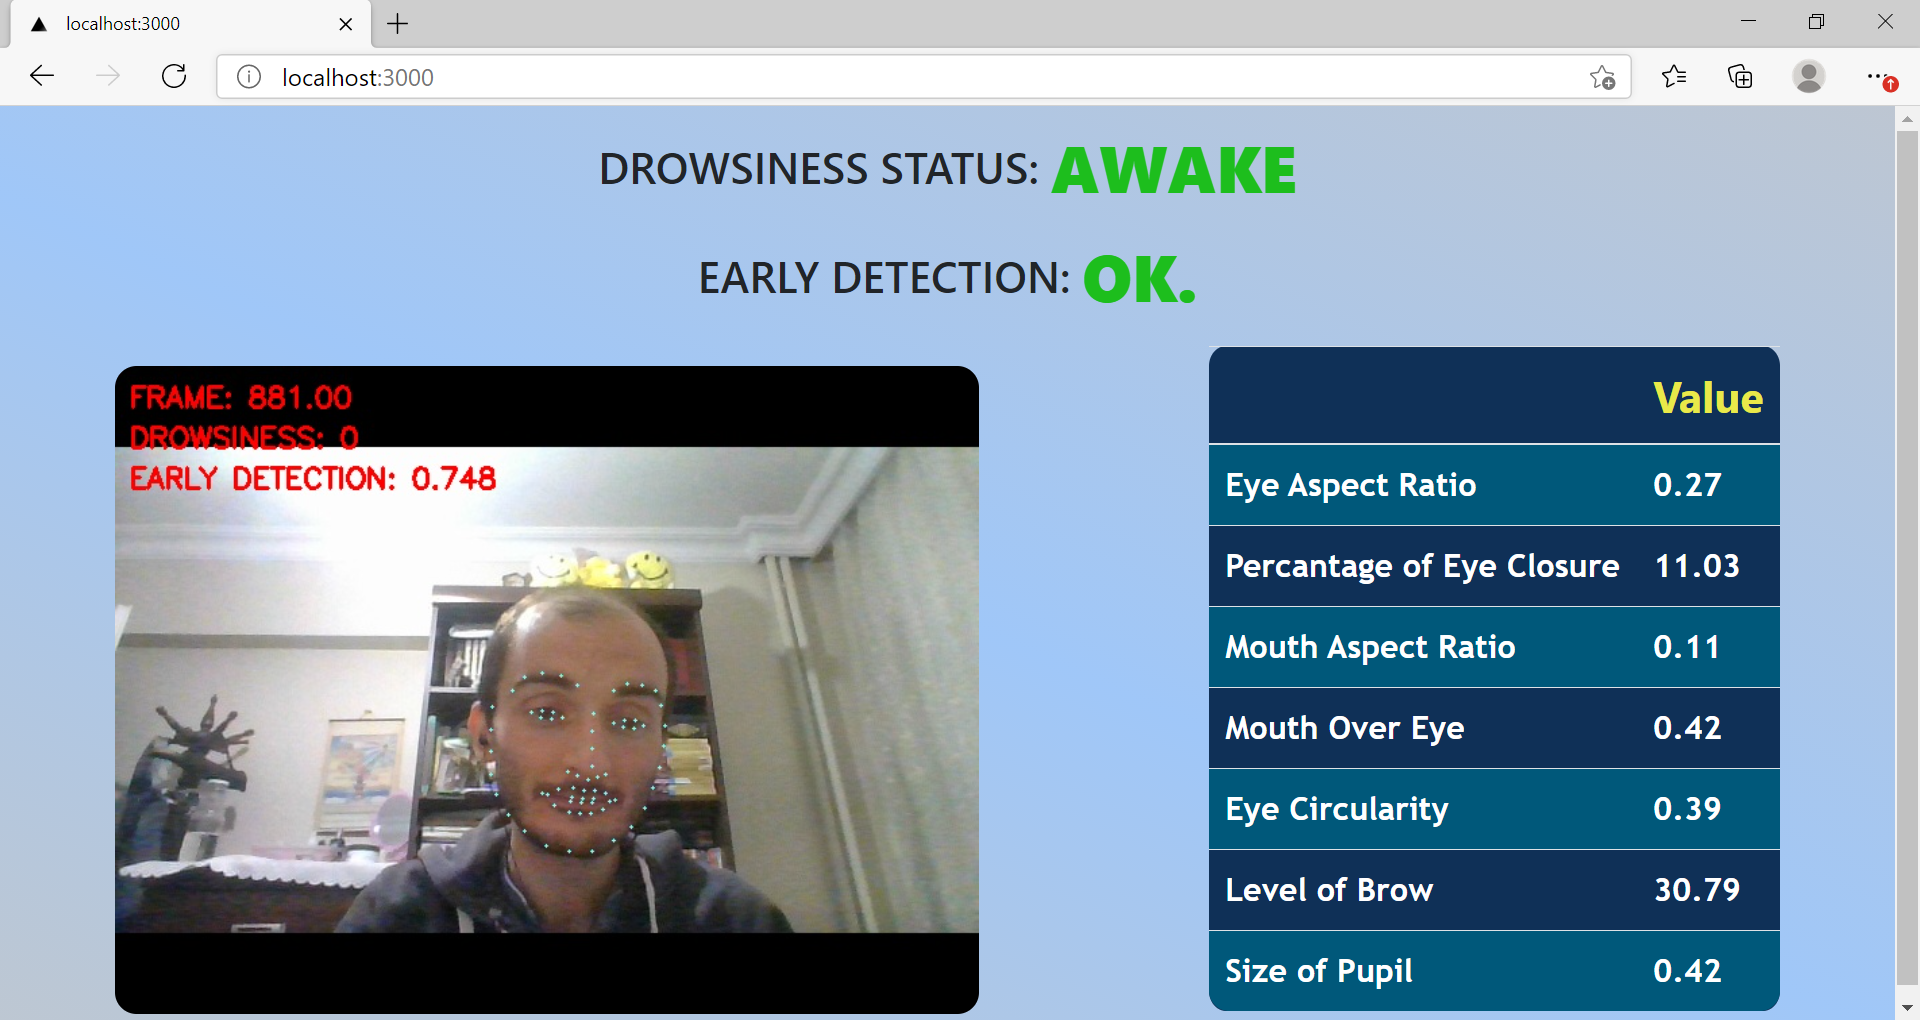 localhost:3000
localhost:3000
DROWSINESS STATUS: AWAKE
EARLY DETECTION: OK.
FRAME: 881.00
DROWSINESS: 0
EARLY DETECTION: 0.748
Value
Eye Aspect Ratio 0.27
Percantage of Eye Closure 11.03
Mouth Aspect Ratio 0.11
Mouth Over Eye 0.42
Eye Circularity 0.39
Level of Brow 30.79
Size of Pupil 0.42